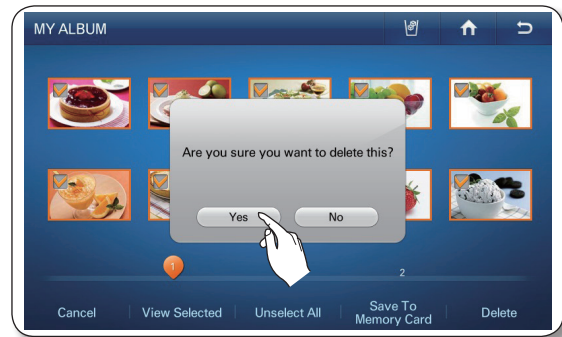 MY ALBUM
Are you sure you want to delete this?
Yes No
1 2
Cancel View Selected Unselect All Save To
Memory Card Delete